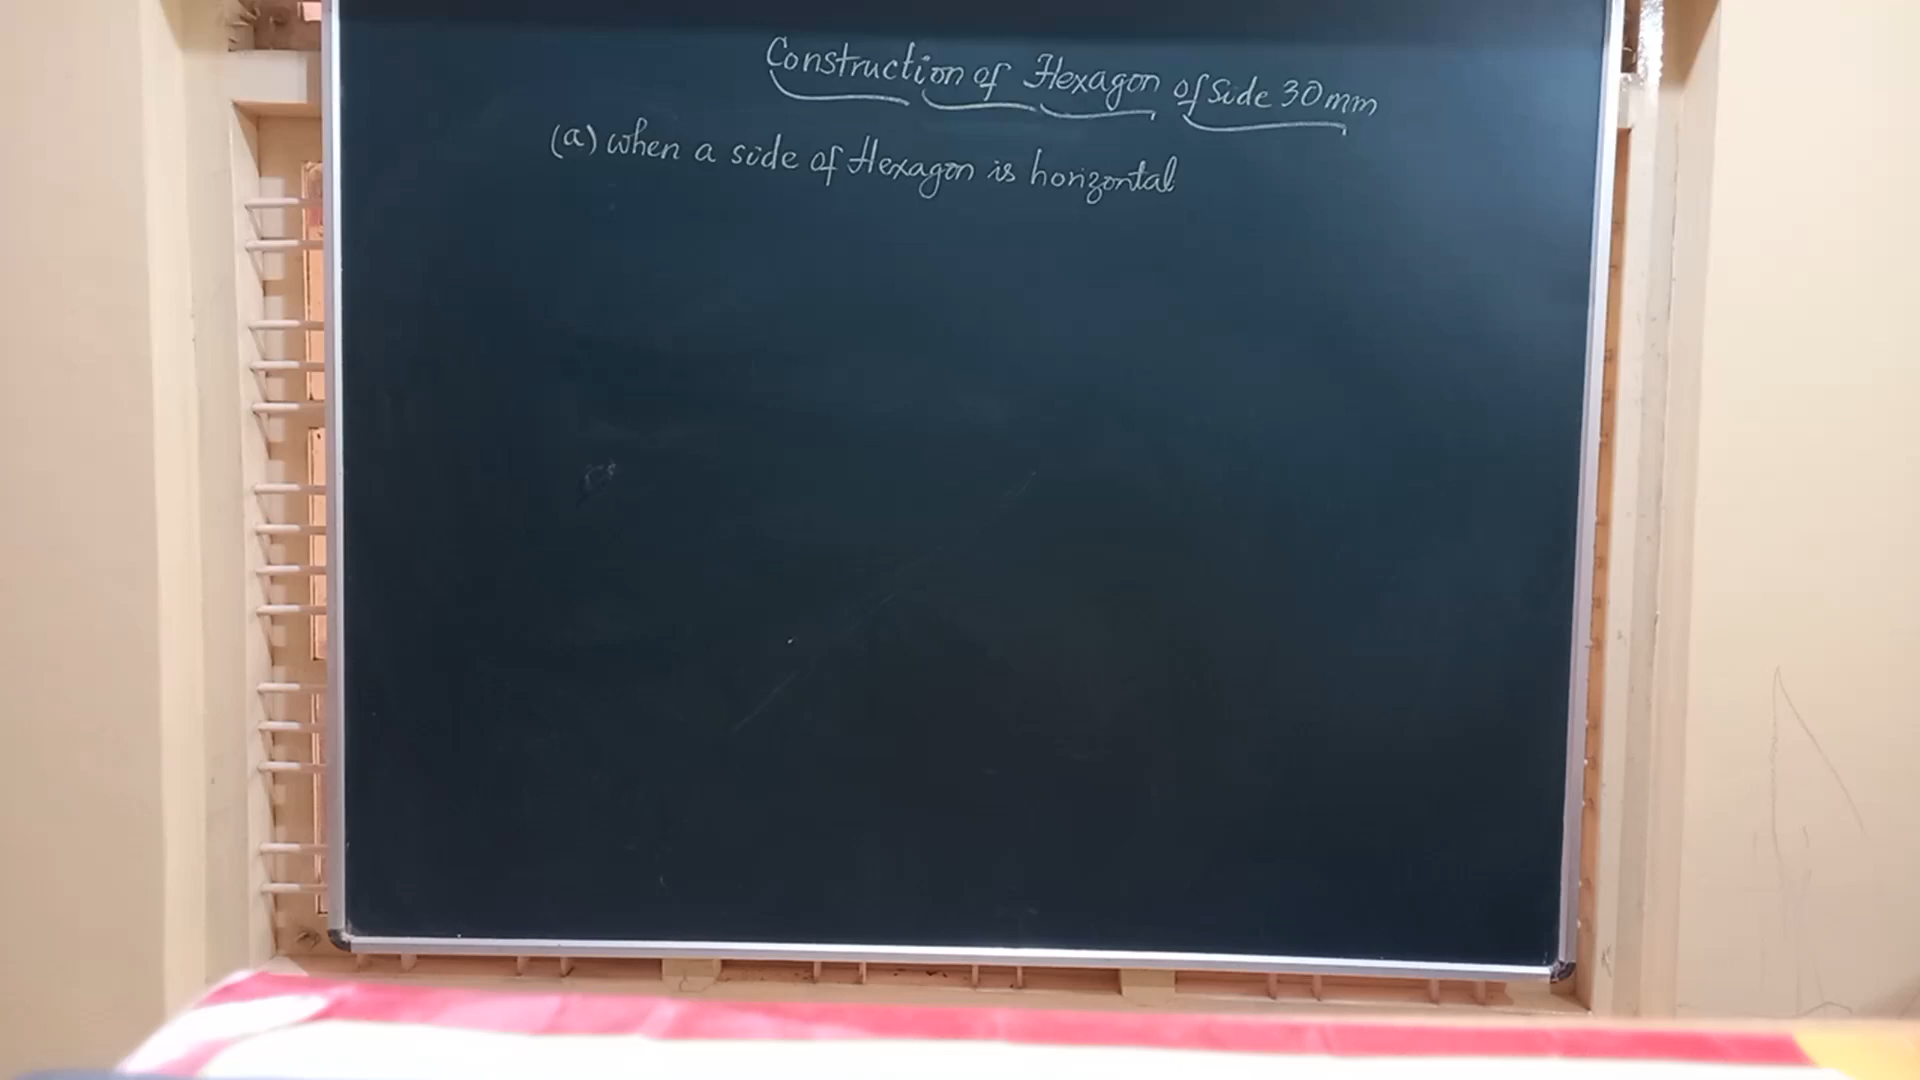 Construction of Hexagon of Side 30mm
(a) when a side of Hexagon is horizontal